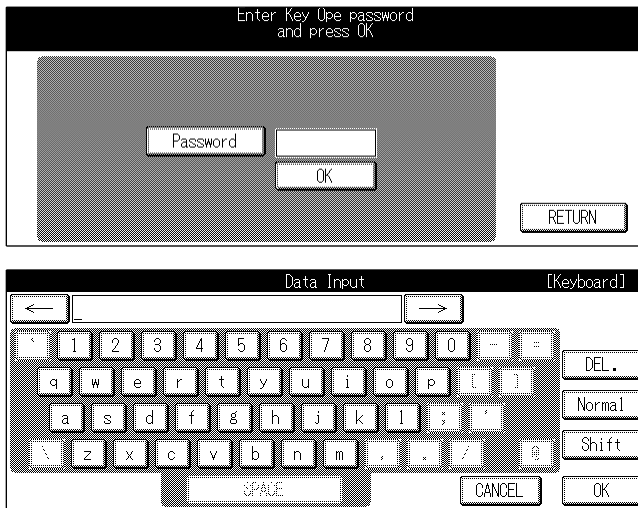 Enter Key Ope password
and press OK
Password
OK
RETURN
Data Input [Keyboard]
← _ →
` 1 2 3 4 5 6 7 8 9 0 - =
DEL.
q w e r t y u i o p [ ]
Normal
a s d f g h j k l ; '
Shift
\ z x c v b n m , . / @
SPACE CANCEL OK